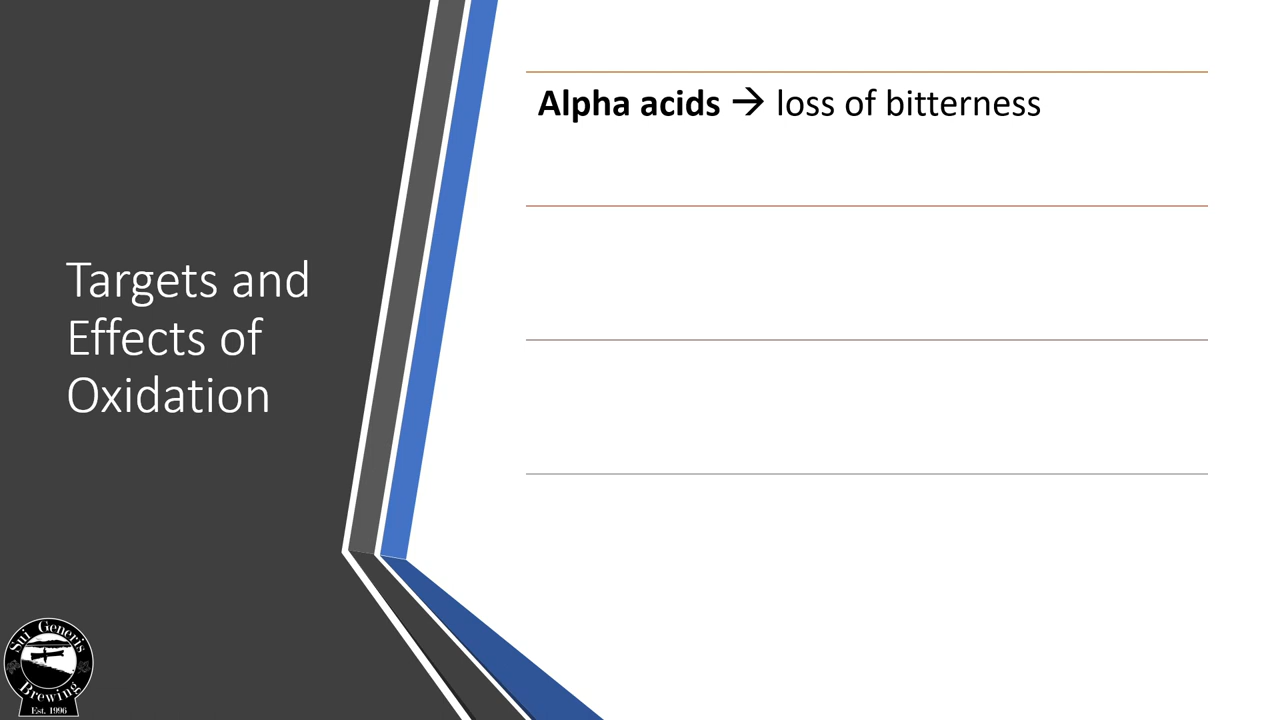 Alpha acids → loss of bitterness
Targets and
Effects of
Oxidation
Sui Generis
Brewing
Est. 1996